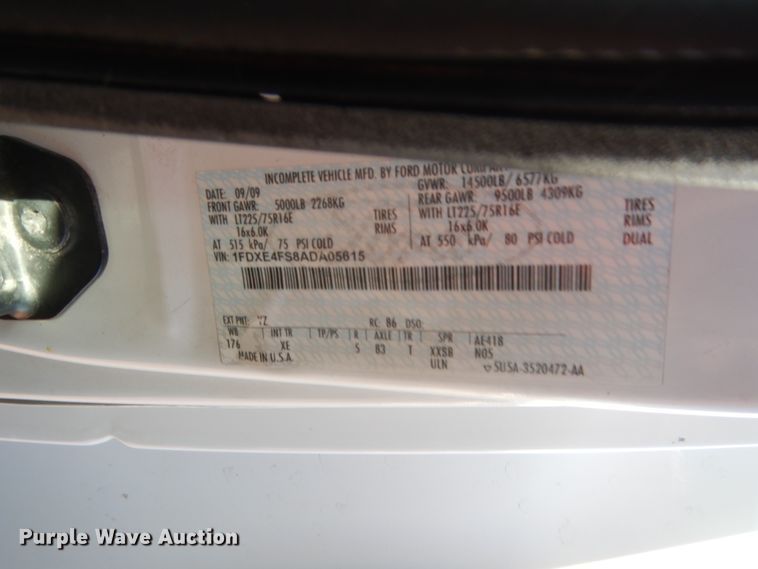 INCOMPLETE VEHICLE MFD. BY FORD MOTOR COMPAN
DATE: 09/09 GVWR: 14500LB/ 6577KG
FRONT GAWR: 5000LB 2268KG REAR GAWR: 9500LB 4309KG
WITH LT225/75R16E TIRES WITH LT225/75R16E TIRES
16x6.0K RIMS 16x6.0K RIMS
AT 515 kPa/ 75 PSI COLD AT 550 kPa/ 80 PSI COLD DUAL
VIN: 1FDXE4FS8ADA05615
EXT PNT: YZ RC: 86 DSO:
WB INT TR TP/PS R AXLE TR SPR AE418
176 XE 5 83 T XXSB N05
MADE IN U.S.A. ULN 5U5A-3520472-AA
Purple Wave Auction